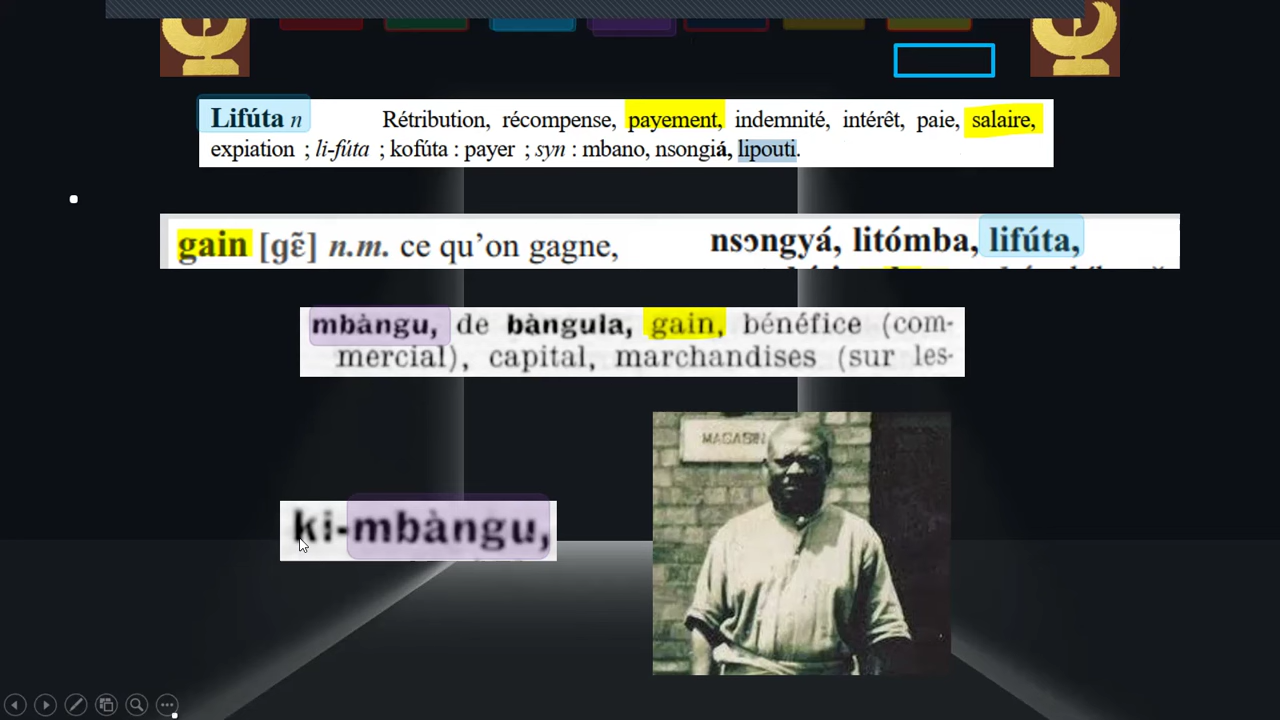 Lifúta n Rétribution, récompense, payement, indemnité, intérêt, paie, salaire,
expiation ; li-fúta ; kofúta : payer ; syn : mbano, nsongiá, lipouti.
gain [gɛ̃] n.m. ce qu’on gagne, nsɔngyá, litómba, lifúta,
mbàngu, de bàngula, gain, bénéfice (com-
mercial), capital, marchandises (sur les-
MAGASIN
ki-mbàngu,